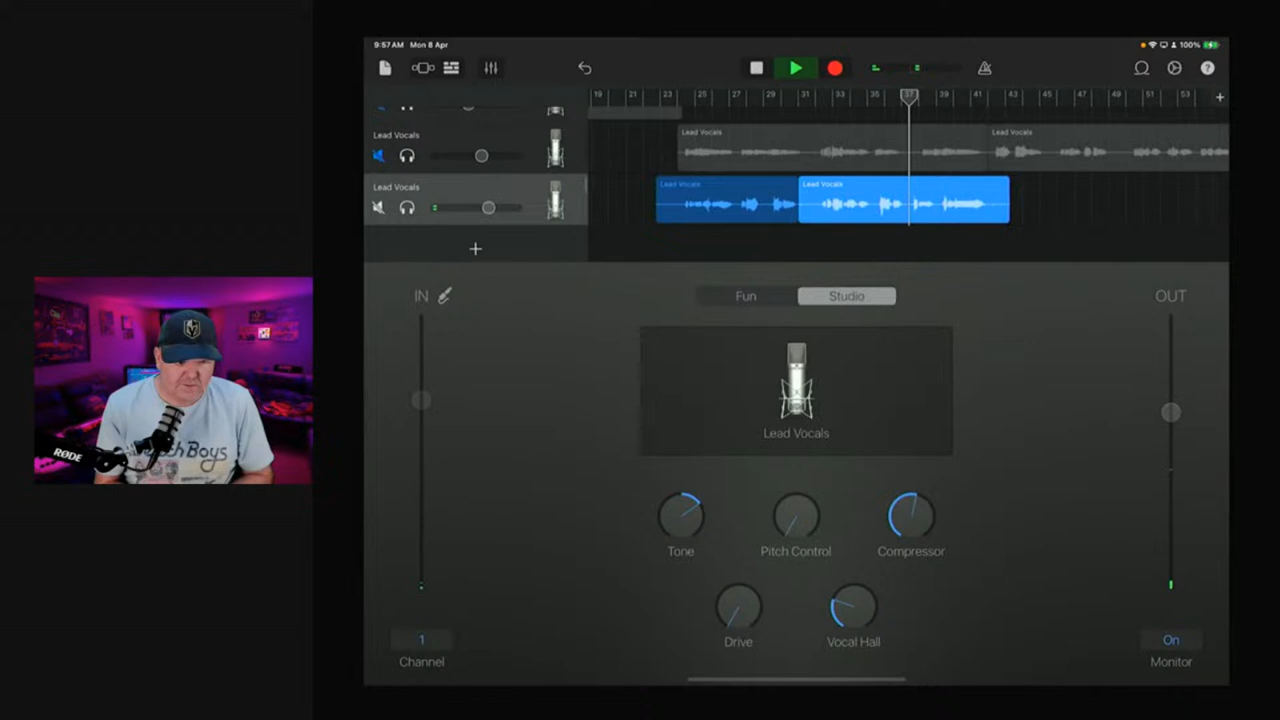 9:57 AM Mon 8 Apr
100%
19 21 23 25 27 29 31 33 35 37 39 41 43 45 47 49 51 53
Lead Vocals
Lead Vocals
Lead Vocals
Lead Vocals
Lead Vocals
Lead Vocals
IN
Fun
Studio
OUT
Lead Vocals
Tone
Pitch Control
Compressor
Drive
Vocal Hall
1
Channel
On
Monitor
RØDE
Boys